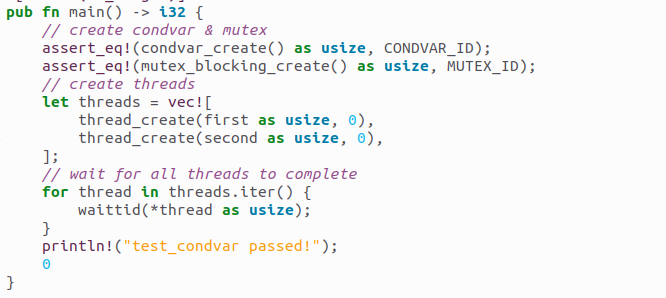 pub fn main() -> i32 {
    // create condvar & mutex
    assert_eq!(condvar_create() as usize, CONDVAR_ID);
    assert_eq!(mutex_blocking_create() as usize, MUTEX_ID);
    // create threads
    let threads = vec![
        thread_create(first as usize, 0),
        thread_create(second as usize, 0),
    ];
    // wait for all threads to complete
    for thread in threads.iter() {
        waittid(*thread as usize);
    }
    println!("test_condvar passed!");
    0
}